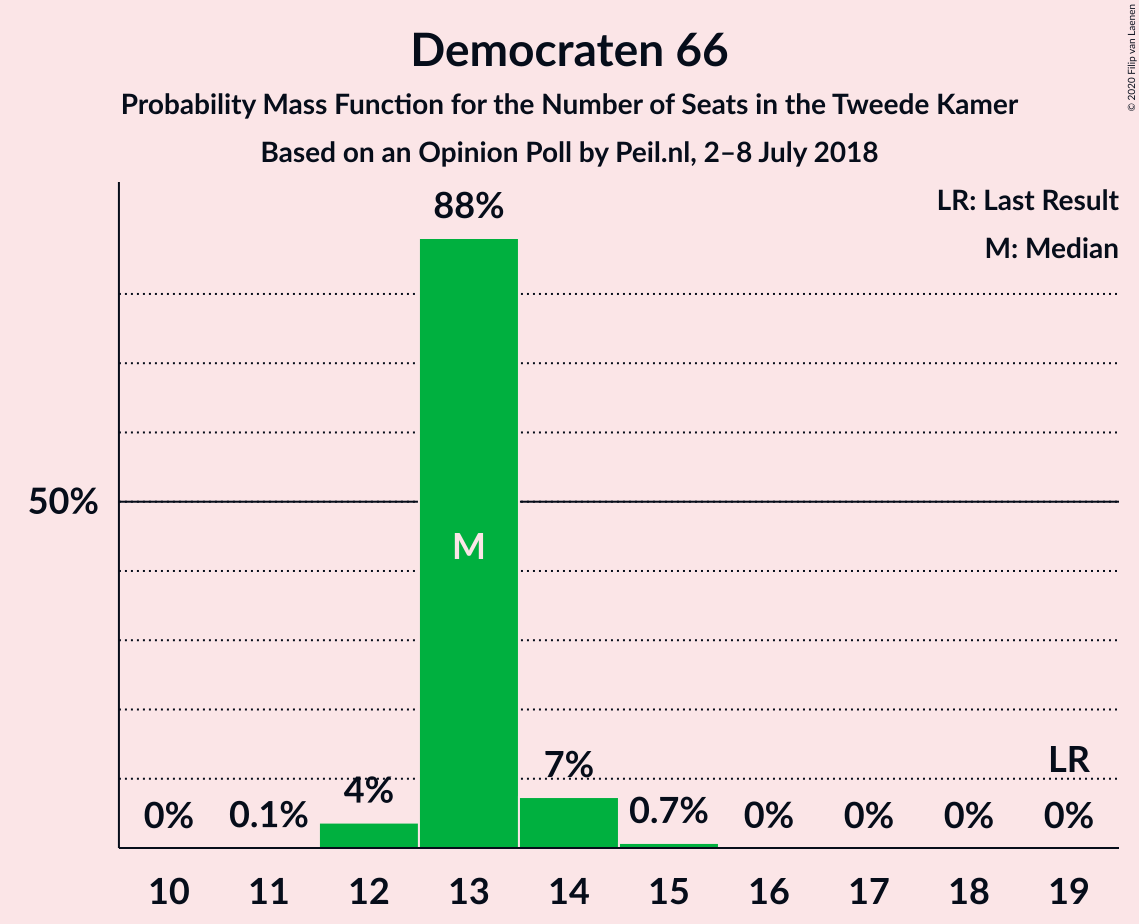 Democraten 66
Probability Mass Function for the Number of Seats in the Tweede Kamer
Based on an Opinion Poll by Peil.nl, 2–8 July 2018
© 2020 Filip van Laenen
LR: Last Result
M: Median
88%
50%
M
LR
0%
0.1%
4%
7%
0.7%
0%
0%
0%
0%
10 11 12 13 14 15 16 17 18 19